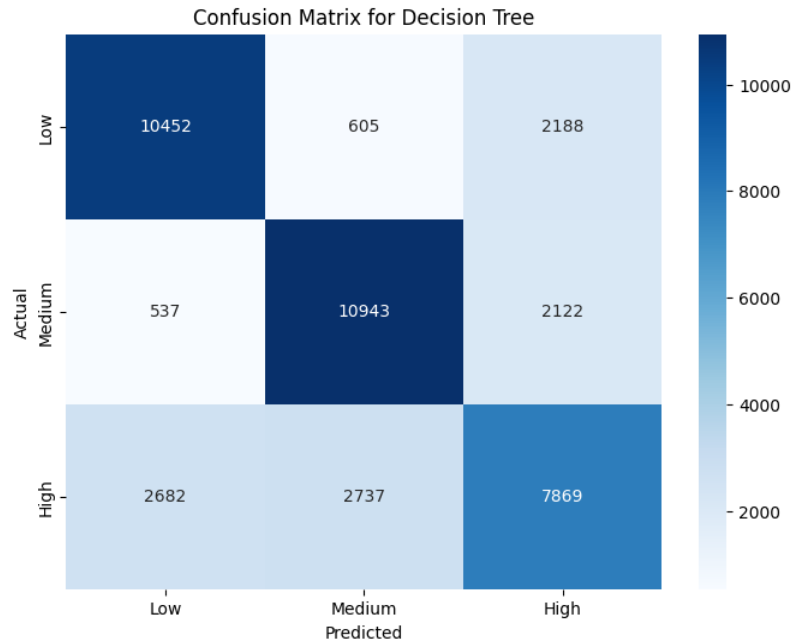 Confusion Matrix for Decision Tree
Actual
Low
10452 605 2188
Medium
537 10943 2122
High
2682 2737 7869
Low Medium High
Predicted
10000
8000
6000
4000
2000